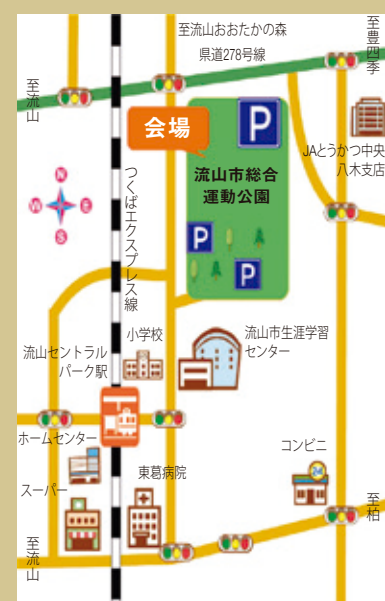 至流山おおたかの森
県道278号線
至豊四季
至流山
会場
P
JAとうかつ中央
八木支店
流山市総合
運動公園
つくばエクスプレス線
N
W
E
S
P
P
小学校
流山市生涯学習
センター
流山セントラル
パーク駅
ホームセンター
コンビニ
24
東葛病院
スーパー
至柏
至流山